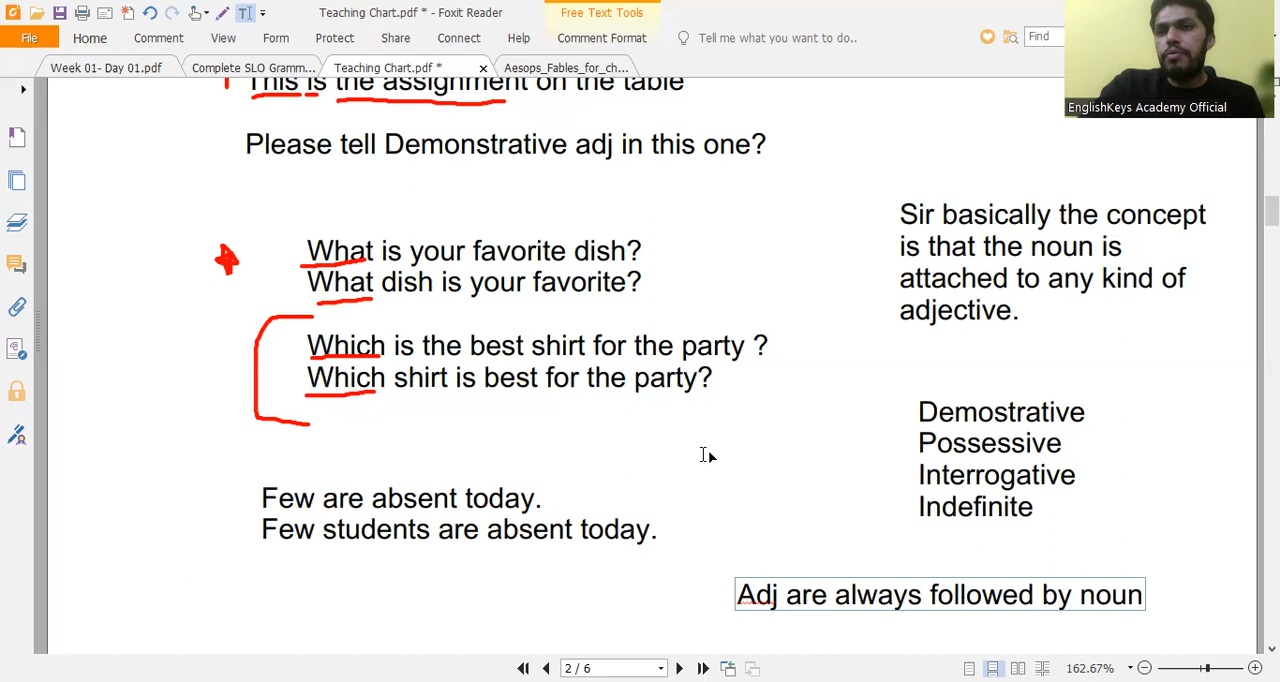 Teaching Chart.pdf * - Foxit Reader
Free Text Tools
File Home Comment View Form Protect Share Connect Help Comment Format Tell me what you want to do.. Find
EnglishKeys Academy Official
Week 01- Day 01.pdf Complete SLO Gramm... Teaching Chart.pdf * Aesops_Fables_for_ch...
This is the assignment on the table
Please tell Demonstrative adj in this one?
What is your favorite dish?
What dish is your favorite?
Which is the best shirt for the party ?
Which shirt is best for the party?
Few are absent today.
Few students are absent today.
Sir basically the concept
is that the noun is
attached to any kind of
adjective.
Demostrative
Possessive
Interrogative
Indefinite
Adj are always followed by noun
2 / 6
162.67%